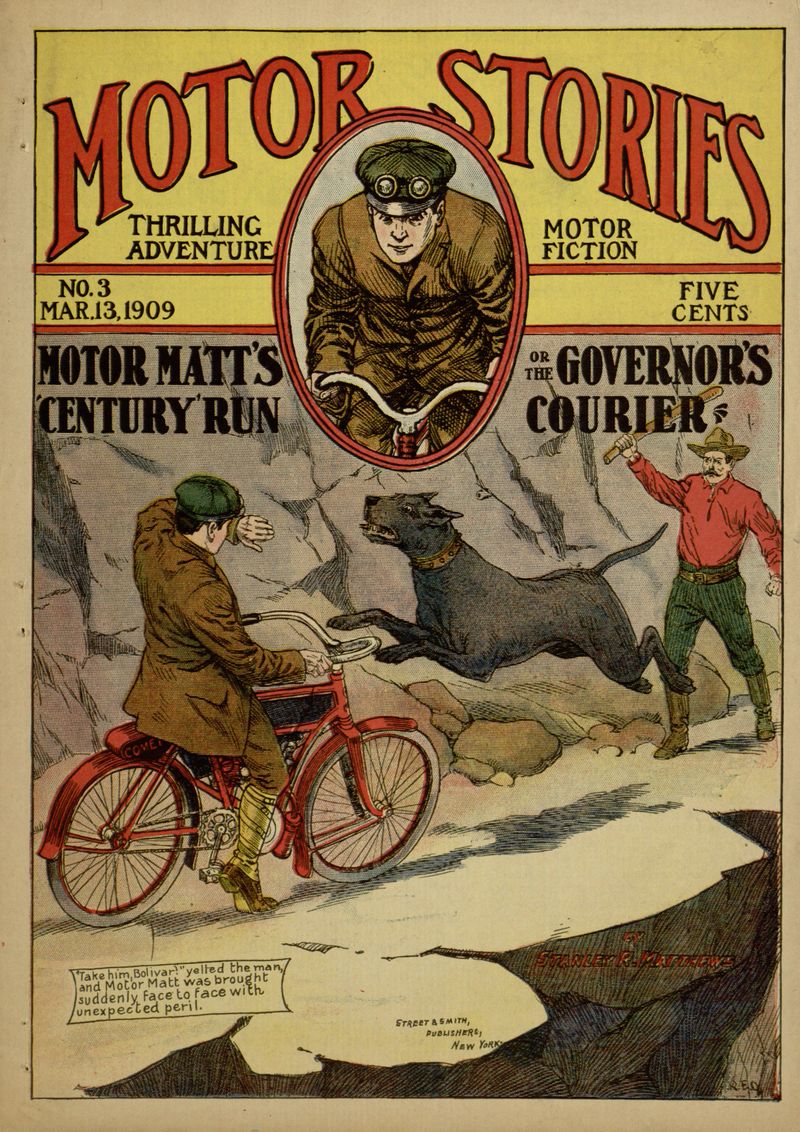 MOTOR STORIES
THRILLING
ADVENTURE
MOTOR
FICTION
NO. 3
MAR. 13, 1909
FIVE
CENTS
MOTOR MATT'S
'CENTURY' RUN
OR THE GOVERNOR'S
COURIER
COMET
"Take him, Bolivar!" yelled the man,
and Motor Matt was brought
suddenly face to face with
unexpected peril.
BY
STANLEY R. MATTHEWS
STREET & SMITH,
PUBLISHERS,
NEW YORK.